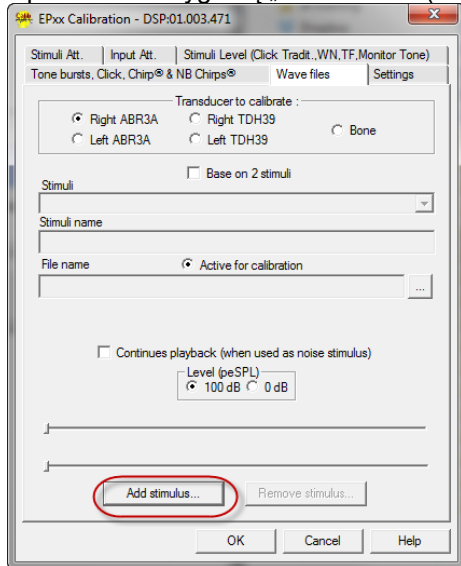 EPxx Calibration - DSP:01.003.471
Stimuli Att. Input Att. Stimuli Level (Click Tradit.,WN,TF,Monitor Tone)
Tone bursts, Click, Chirp® & NB Chirps® Wave files Settings
Transducer to calibrate :
Right ABR3A Right TDH39
Bone
Left ABR3A Left TDH39
Base on 2 stimuli
Stimuli
Stimuli name
File name Active for calibration
...
Continues playback (when used as noise stimulus)
Level (peSPL)
100 dB 0 dB
Add stimulus... Remove stimulus...
OK Cancel Help